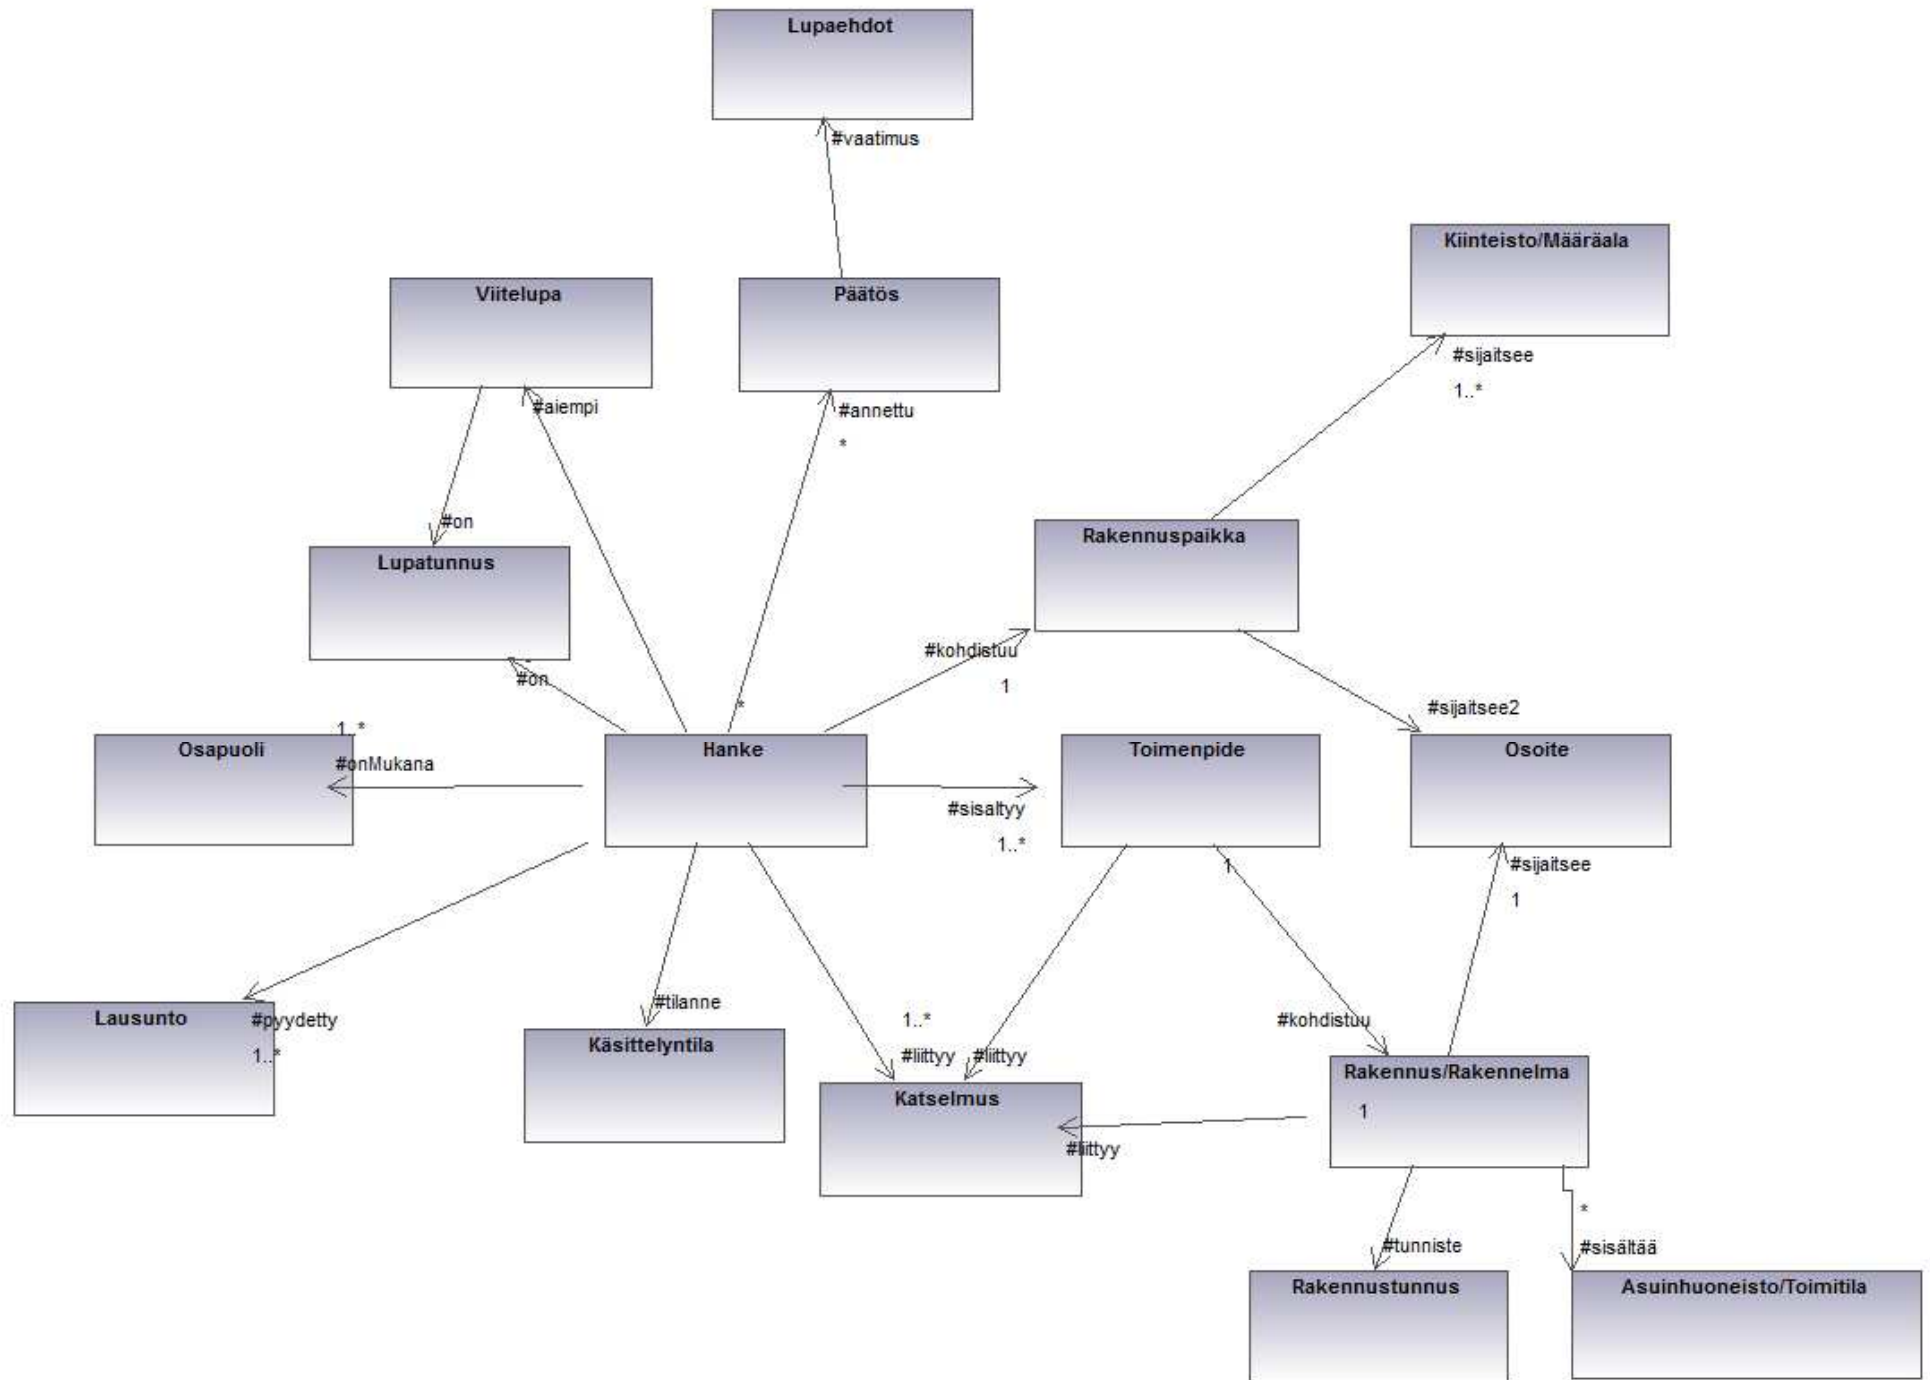 Lupaehdot
#vaatimus
Kiinteisto/Määräala
Viitelupa
Päätös
#sijaitsee
1..*
#aiempi
#annettu
*
#on
Rakennuspaikka
Lupatunnus
#kohdistuu
1
#on
*
#sijaitsee2
1..*
Osapuoli
Hanke
Toimenpide
Osoite
#onMukana
#sisaltyy
1..*
1
#sijaitsee
1
#tilanne
Lausunto
#pyydetty
1..*
1..*
#kohdistuu
Käsittelyntila
#liittyy
#liittyy
Rakennus/Rakennelma
Katselmus
1
#liittyy
*
#tunniste
#sisältää
Rakennustunnus
Asuinhuoneisto/Toimitila